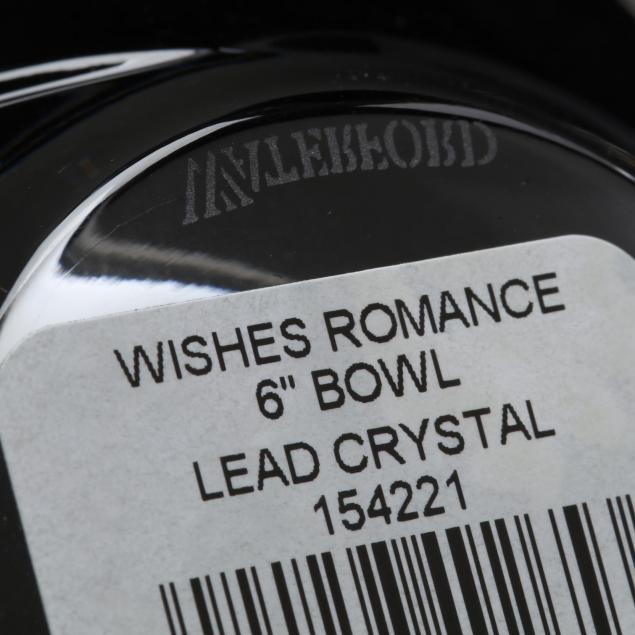 WATERFORD
WISHES ROMANCE
6" BOWL
LEAD CRYSTAL
154221